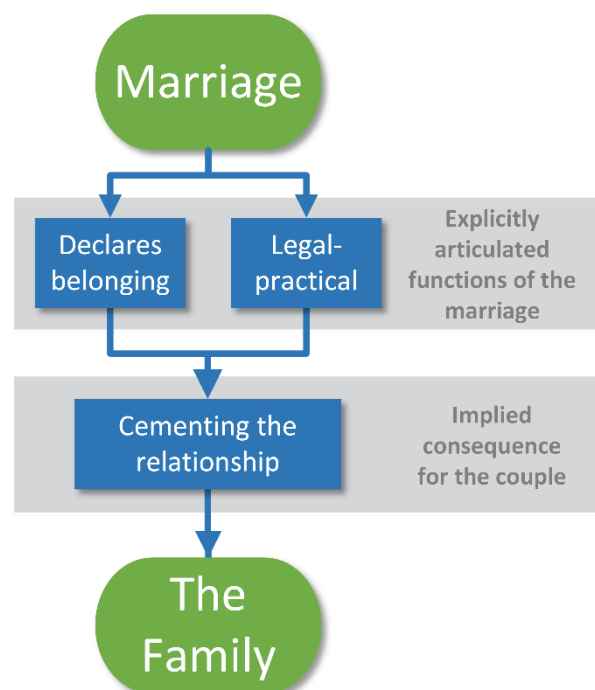 Marriage
Declares
belonging
Legal-
practical
Explicitly
articulated
functions of the
marriage
Cementing the
relationship
Implied
consequence
for the couple
The
Family